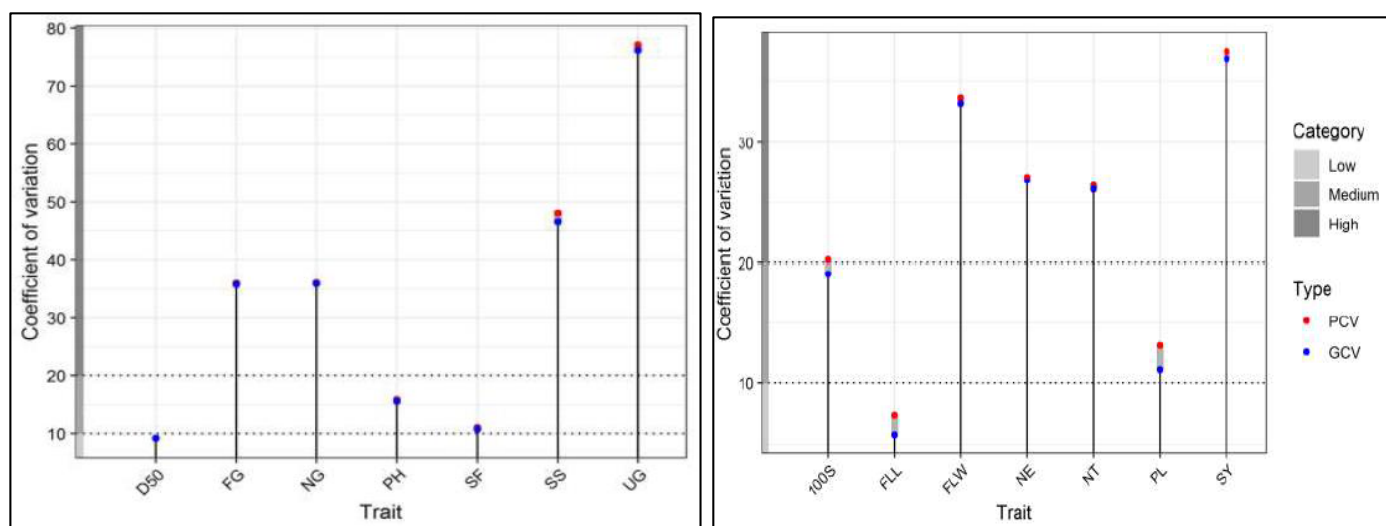 80
70
60
50
40
30
20
10
Coefficient of variation
D50
FG
NG
PH
SF
SS
UG
Trait
30
20
10
Coefficient of variation
100S
FLL
FLW
NE
NT
PL
SY
Trait
Category
Low
Medium
High
Type
PCV
GCV